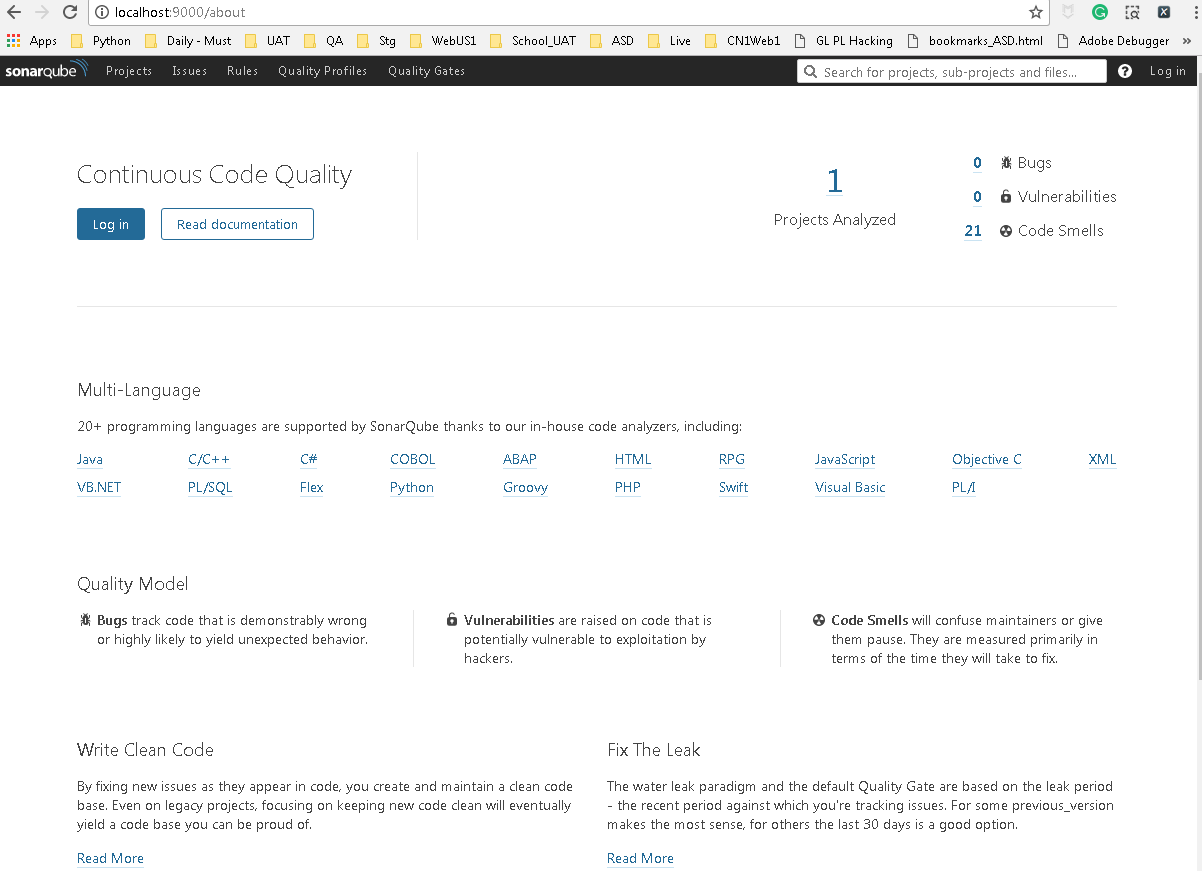 localhost:9000/about
Apps Python Daily - Must UAT QA Stg WebUS1 School_UAT ASD Live CN1Web1 GL PL Hacking bookmarks_ASD.html Adobe Debugger »
sonarqube Projects Issues Rules Quality Profiles Quality Gates Search for projects, sub-projects and files... ? Log in
Continuous Code Quality
Log in Read documentation
1
Projects Analyzed
0 Bugs
0 Vulnerabilities
21 Code Smells
Multi-Language
20+ programming languages are supported by SonarQube thanks to our in-house code analyzers, including:
Java C/C++ C# COBOL ABAP HTML RPG JavaScript Objective C XML
VB.NET PL/SQL Flex Python Groovy PHP Swift Visual Basic PL/I
Quality Model
Bugs track code that is demonstrably wrong
or highly likely to yield unexpected behavior.
Vulnerabilities are raised on code that is
potentially vulnerable to exploitation by
hackers.
Code Smells will confuse maintainers or give
them pause. They are measured primarily in
terms of the time they will take to fix.
Write Clean Code
By fixing new issues as they appear in code, you create and maintain a clean code
base. Even on legacy projects, focusing on keeping new code clean will eventually
yield a code base you can be proud of.
Read More
Fix The Leak
The water leak paradigm and the default Quality Gate are based on the leak period
- the recent period against which you're tracking issues. For some previous_version
makes the most sense, for others the last 30 days is a good option.
Read More